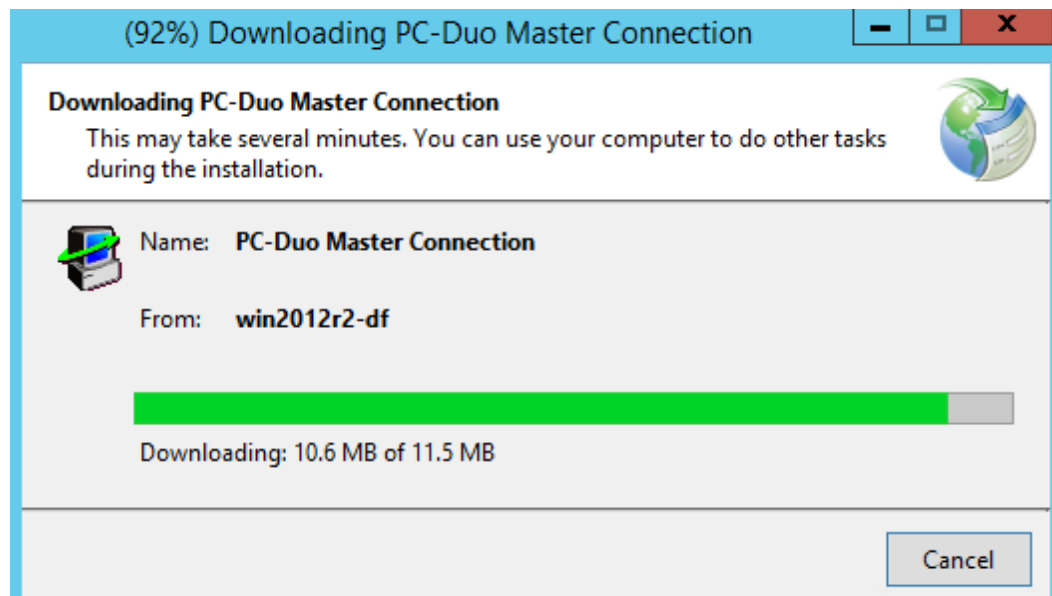 (92%) Downloading PC-Duo Master Connection
Downloading PC-Duo Master Connection
This may take several minutes. You can use your computer to do other tasks
during the installation.
Name: PC-Duo Master Connection
From: win2012r2-df
Downloading: 10.6 MB of 11.5 MB
Cancel